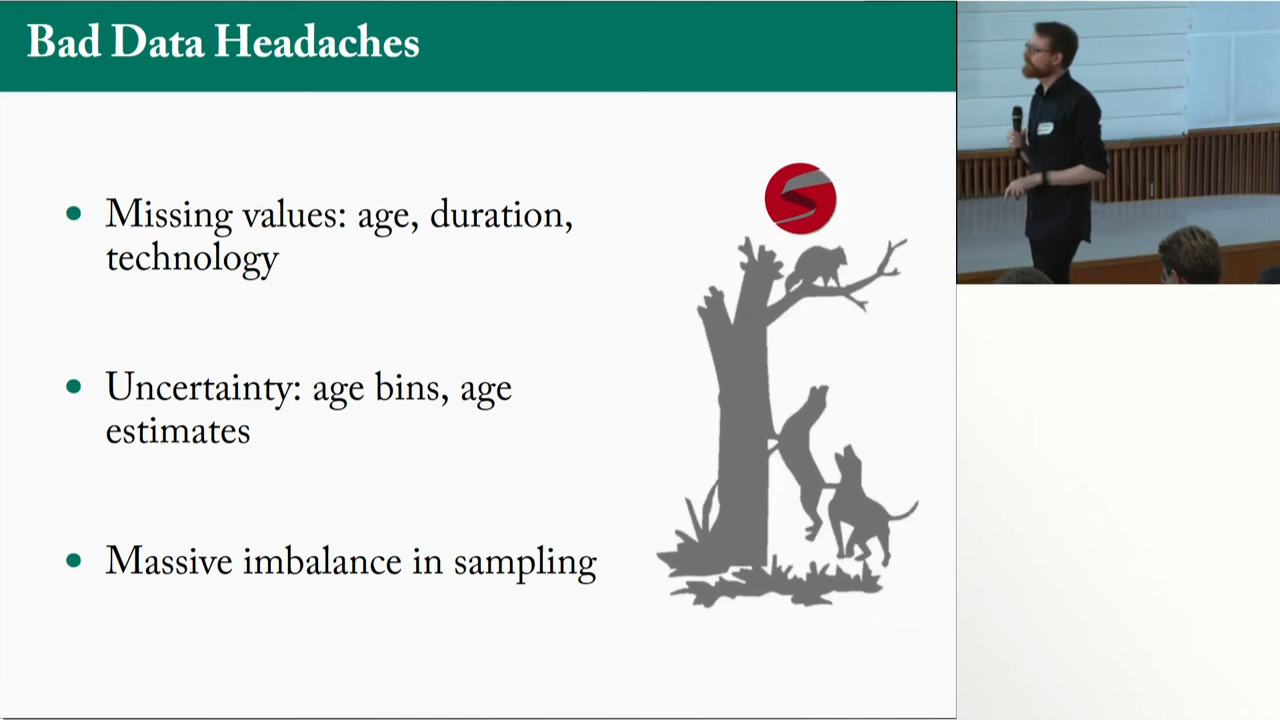 Bad Data Headaches
• Missing values: age, duration,
technology
• Uncertainty: age bins, age
estimates
• Massive imbalance in sampling